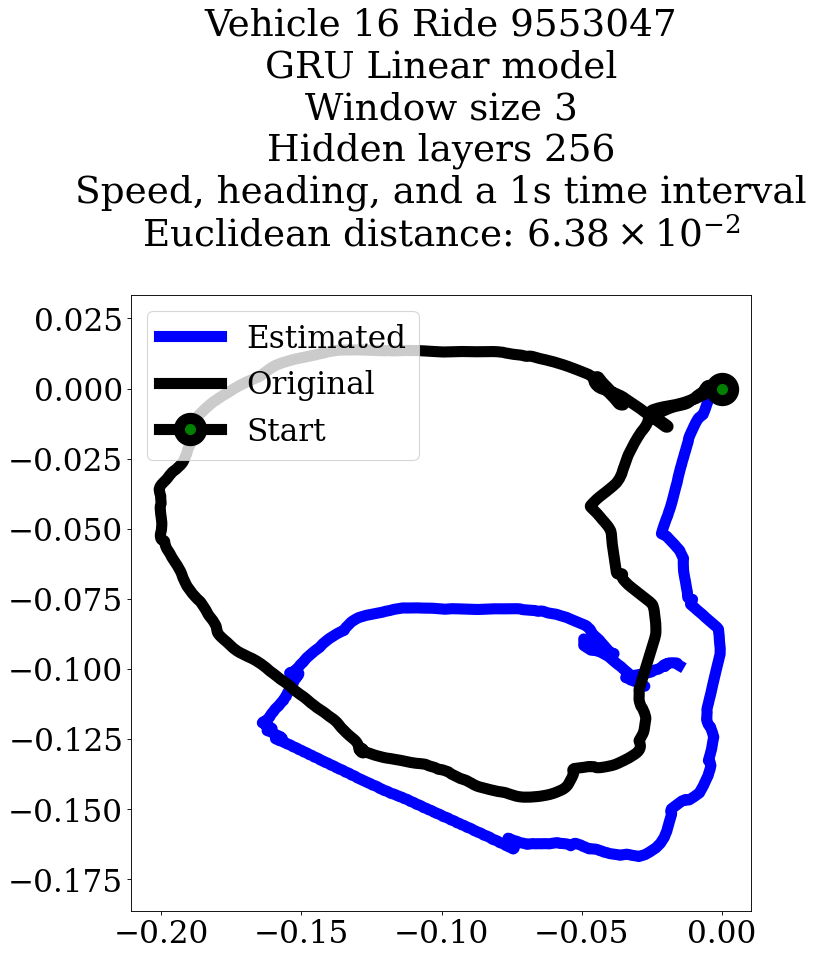 Vehicle 16 Ride 9553047
GRU Linear model
Window size 3
Hidden layers 256
Speed, heading, and a 1s time interval
Euclidean distance: 6.38 × 10⁻²
0.025
0.000
−0.025
−0.050
−0.075
−0.100
−0.125
−0.150
−0.175
Estimated
Original
Start
−0.20 −0.15 −0.10 −0.05 0.00